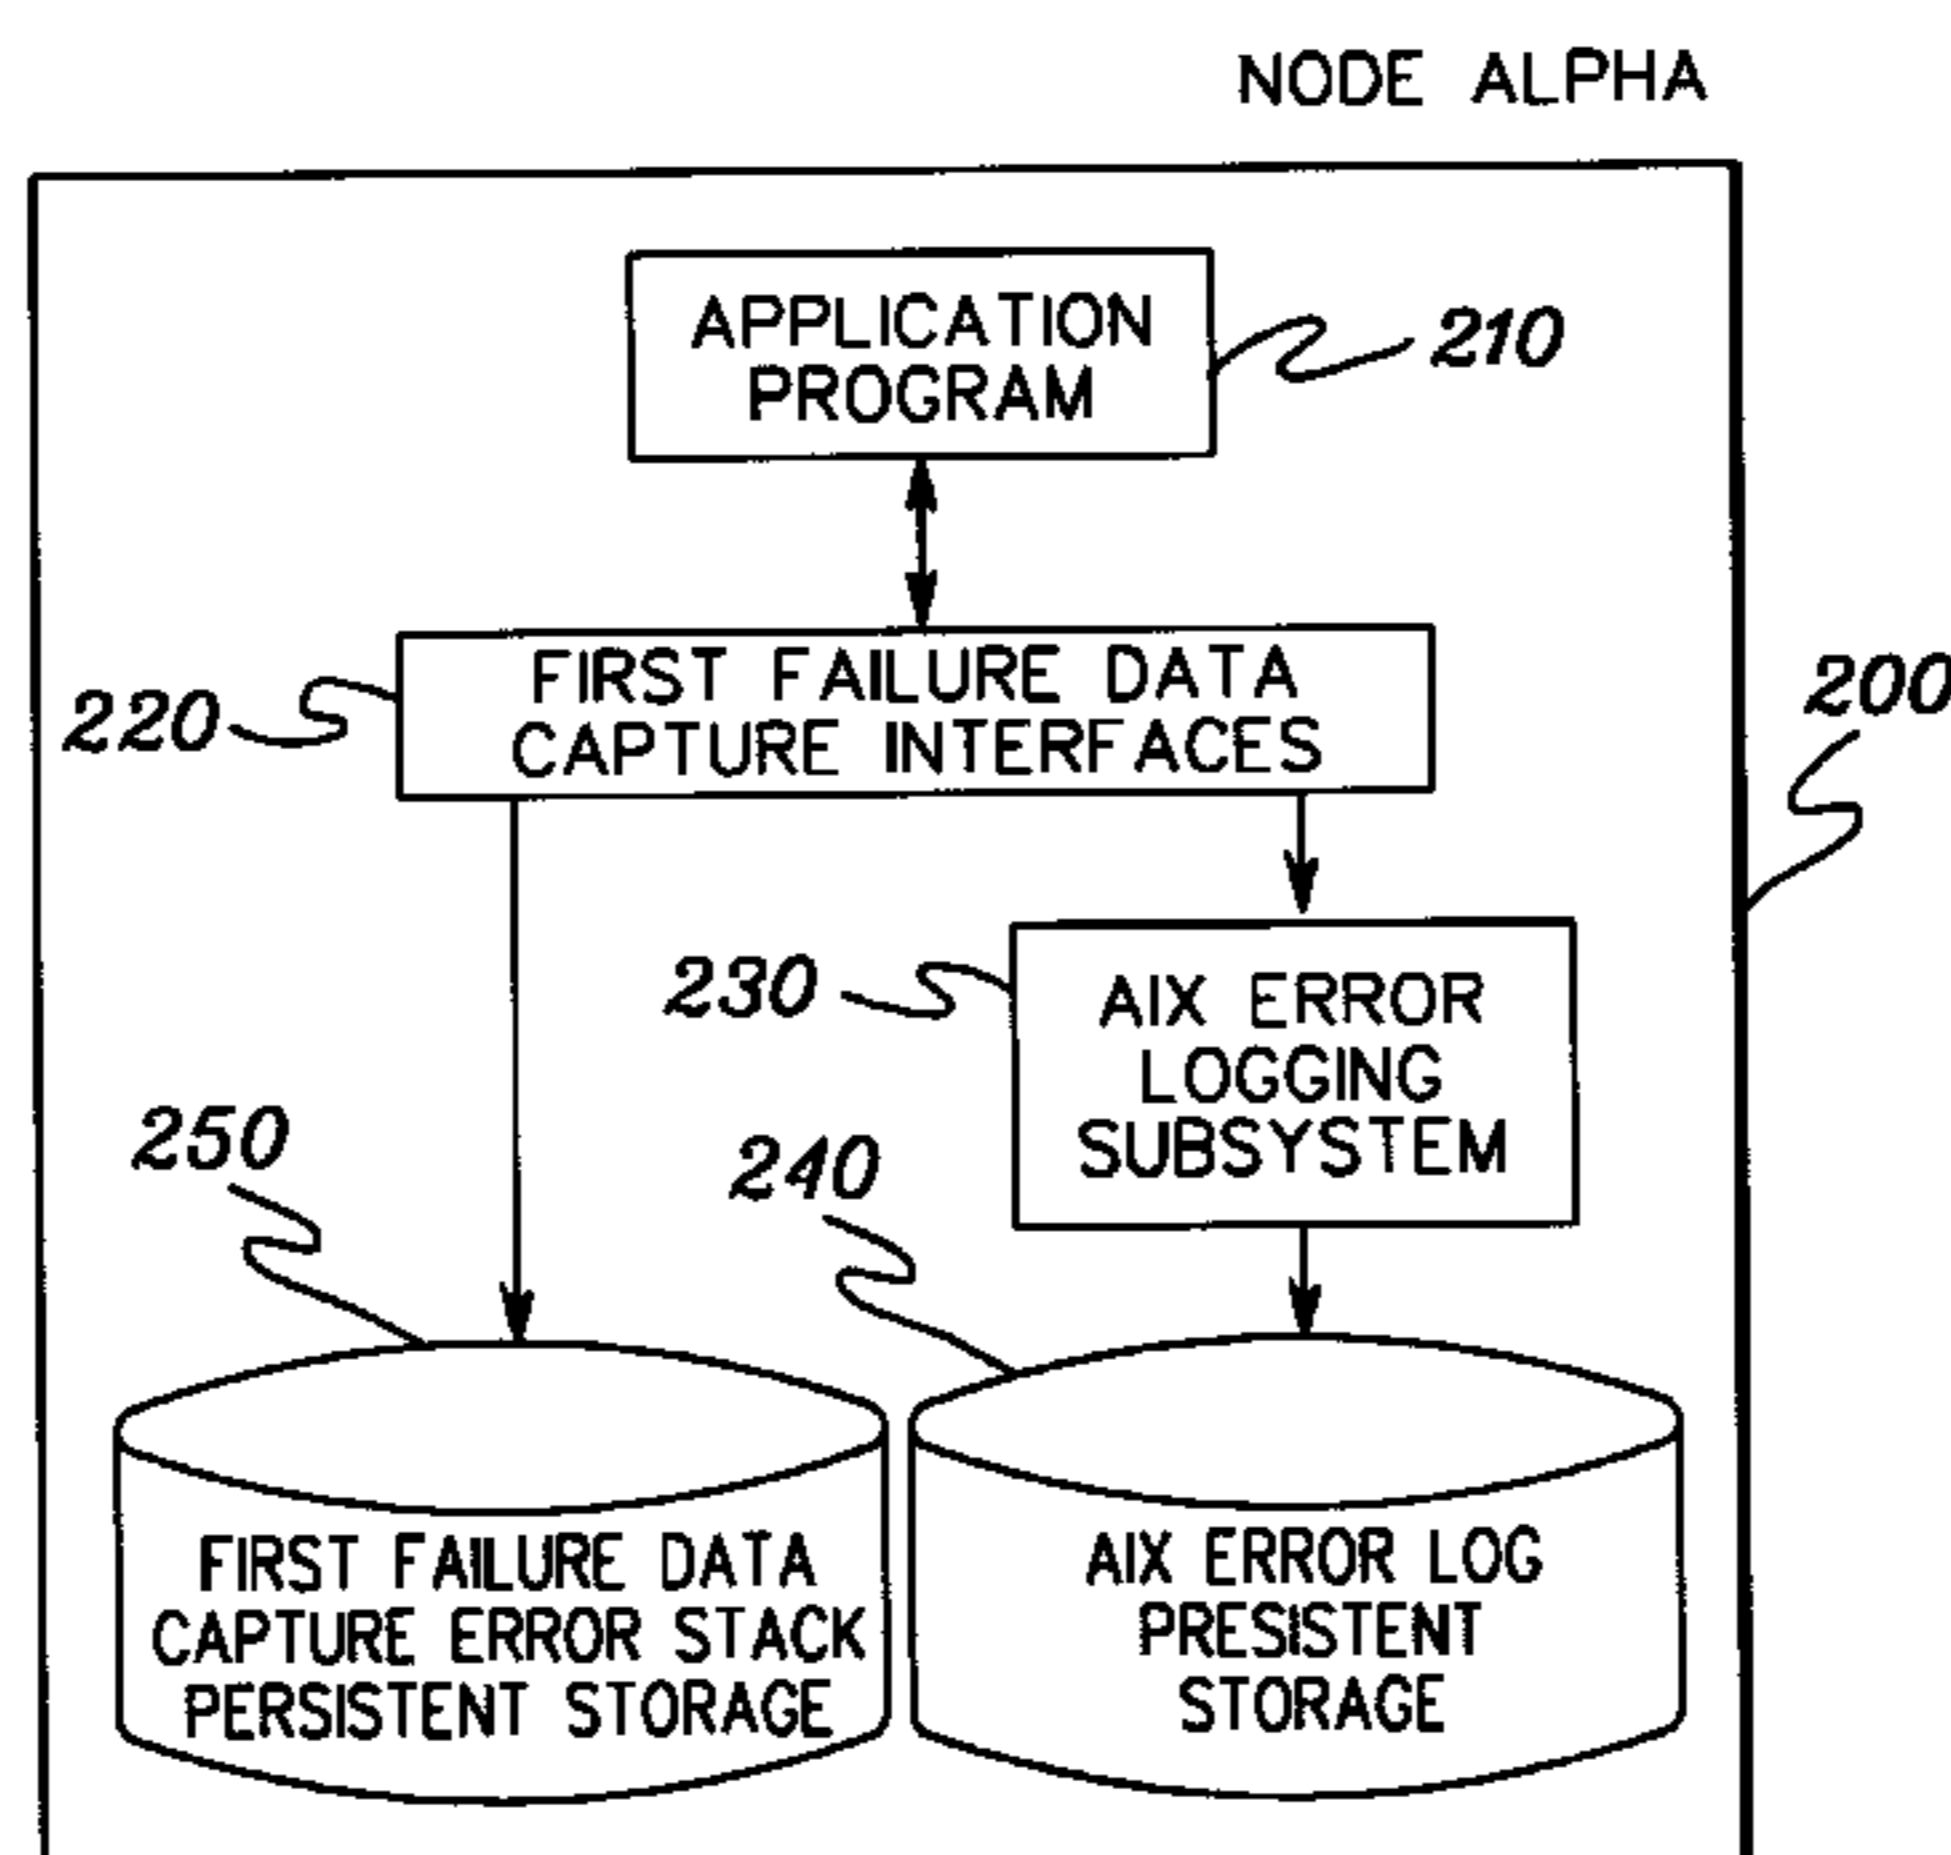 NODE ALPHA
APPLICATION
PROGRAM
210
FIRST FAILURE DATA
CAPTURE INTERFACES
220
200
230
AIX ERROR
LOGGING
SUBSYSTEM
250
240
FIRST FAILURE DATA
CAPTURE ERROR STACK
PERSISTENT STORAGE
AIX ERROR LOG
PRESISTENT
STORAGE